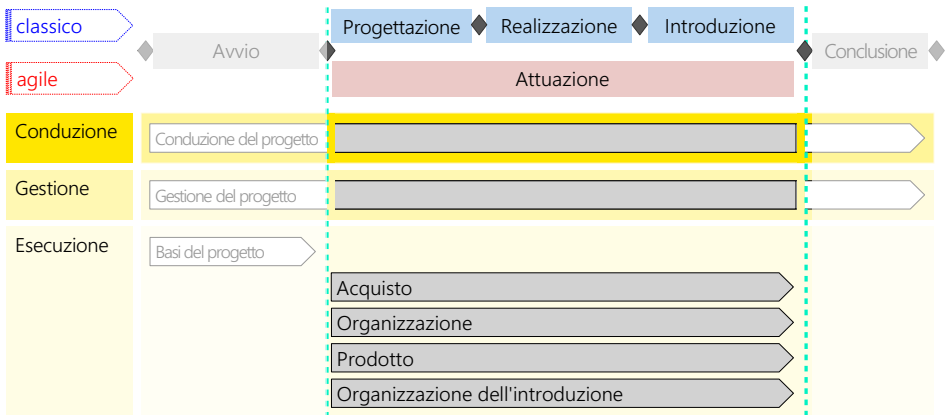 classico
Progettazione
Realizzazione
Introduzione
Avvio
Conclusione
agile
Attuazione
Conduzione
Conduzione del progetto
Gestione
Gestione del progetto
Esecuzione
Basi del progetto
Acquisto
Organizzazione
Prodotto
Organizzazione dell'introduzione